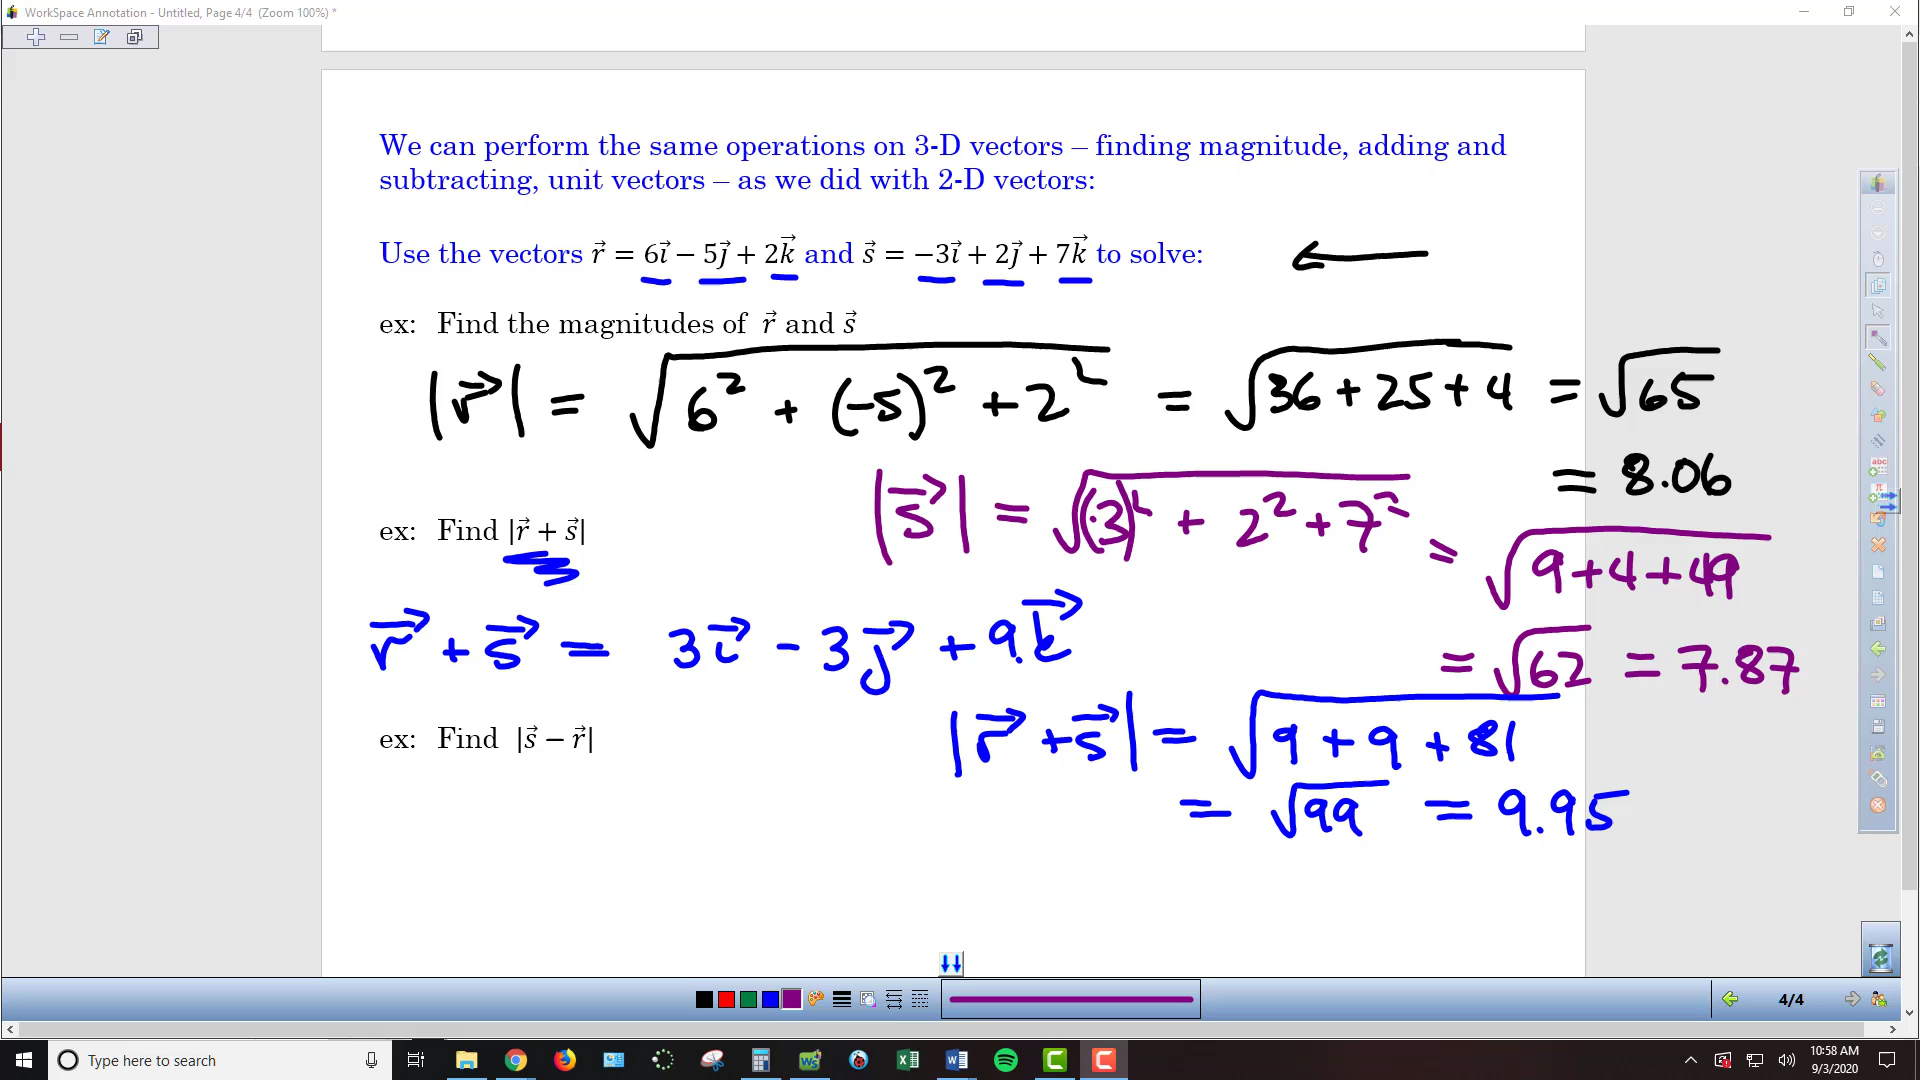 WorkSpace Annotation - Untitled, Page 4/4 (Zoom 100%) *
We can perform the same operations on 3-D vectors – finding magnitude, adding and
subtracting, unit vectors – as we did with 2-D vectors:
Use the vectors r⃗ = 6i⃗ − 5j⃗ + 2k⃗ and s⃗ = −3i⃗ + 2j⃗ + 7k⃗ to solve:
ex: Find the magnitudes of r⃗ and s⃗
|r⃗| = √(6² + (-5)² + 2²) = √(36 + 25 + 4) = √65
= 8.06
|s⃗| = √((-3)² + 2² + 7²) = √(9 + 4 + 49)
= √62 = 7.87
ex: Find |r⃗ + s⃗|
r⃗ + s⃗ = 3i⃗ - 3j⃗ + 9k⃗
|r⃗ + s⃗| = √(9 + 9 + 81)
= √99 = 9.95
ex: Find |s⃗ − r⃗|
abc
π
4/4
Type here to search
10:58 AM
9/3/2020